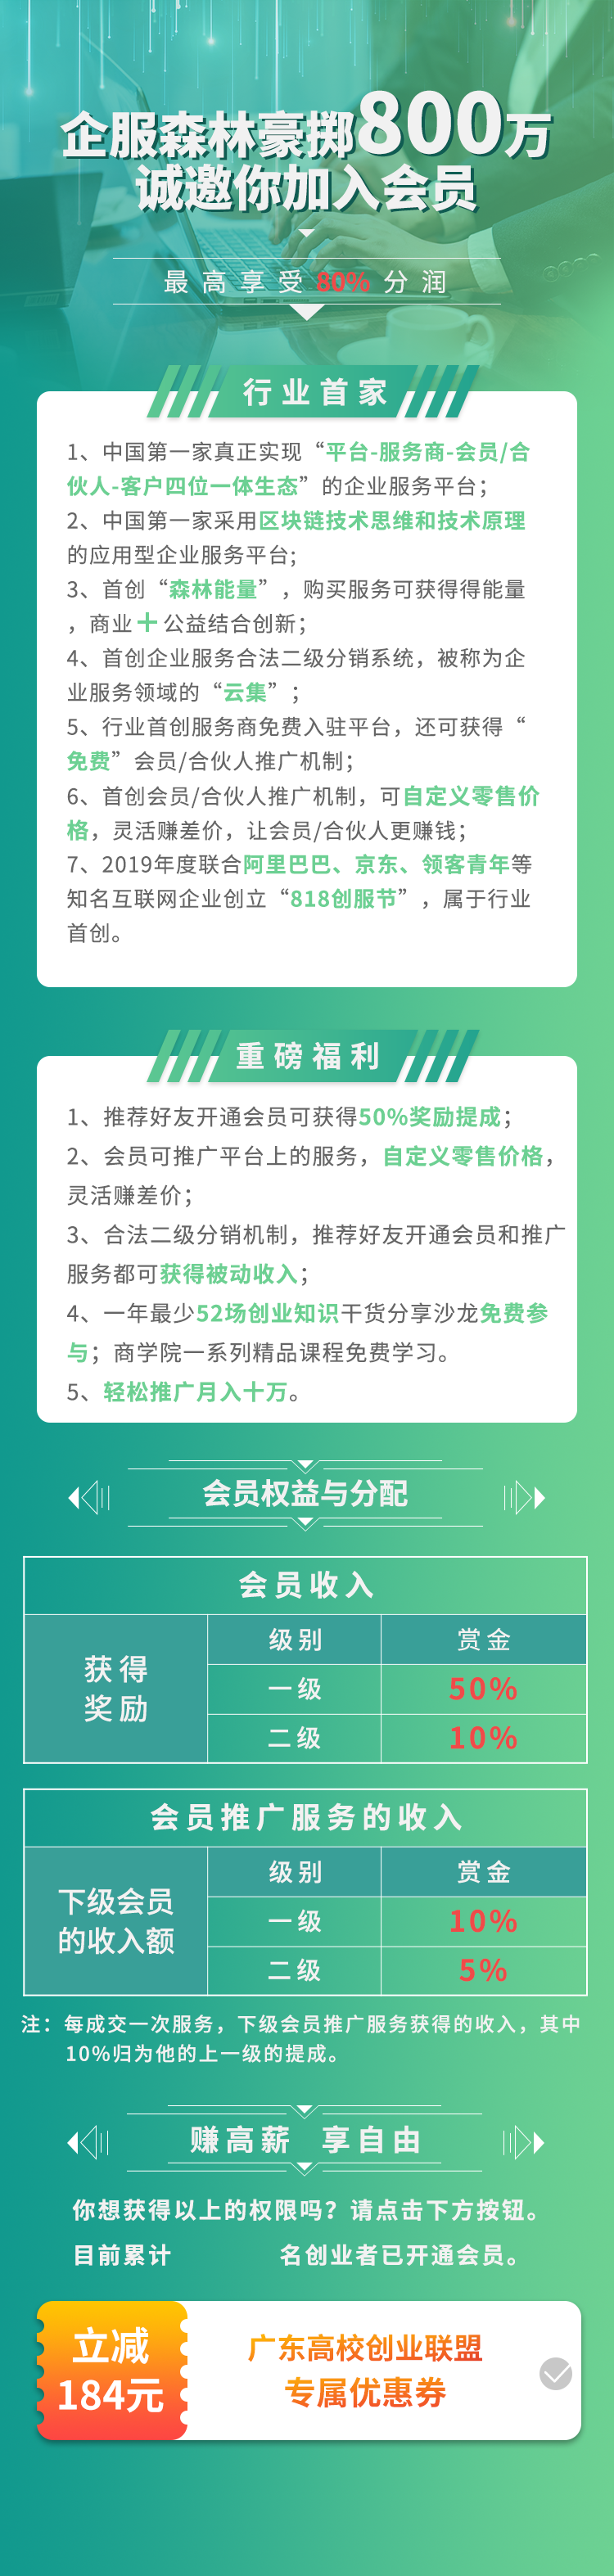 企服森林豪掷800万
诚邀你加入会员
最高享受80%分润
行业首家
1、中国第一家真正实现“平台-服务商-会员/合
伙人-客户四位一体生态”的企业服务平台；
2、中国第一家采用区块链技术思维和技术原理
的应用型企业服务平台；
3、首创“森林能量”，购买服务可获得得能量
，商业＋公益结合创新；
4、首创企业服务合法二级分销系统，被称为企
业服务领域的“云集”；
5、行业首创服务商免费入驻平台，还可获得“
免费”会员/合伙人推广机制；
6、首创会员/合伙人推广机制，可自定义零售价
格，灵活赚差价，让会员/合伙人更赚钱；
7、2019年度联合阿里巴巴、京东、领客青年等
知名互联网企业创立“818创服节”，属于行业
首创。
重磅福利
1、推荐好友开通会员可获得50%奖励提成；
2、会员可推广平台上的服务，自定义零售价格，
灵活赚差价；
3、合法二级分销机制，推荐好友开通会员和推广
服务都可获得被动收入；
4、一年最少52场创业知识干货分享沙龙免费参
与；商学院一系列精品课程免费学习。
5、轻松推广月入十万。
会员权益与分配
会员收入
获得
奖励
级别 赏金
一级 50%
二级 10%
会员推广服务的收入
下级会员
的收入额
级别 赏金
一级 10%
二级 5%
注：每成交一次服务，下级会员推广服务获得的收入，其中
10%归为他的上一级的提成。
赚高薪 享自由
你想获得以上的权限吗？请点击下方按钮。
目前累计 名创业者已开通会员。
立减
184元
广东高校创业联盟
专属优惠券